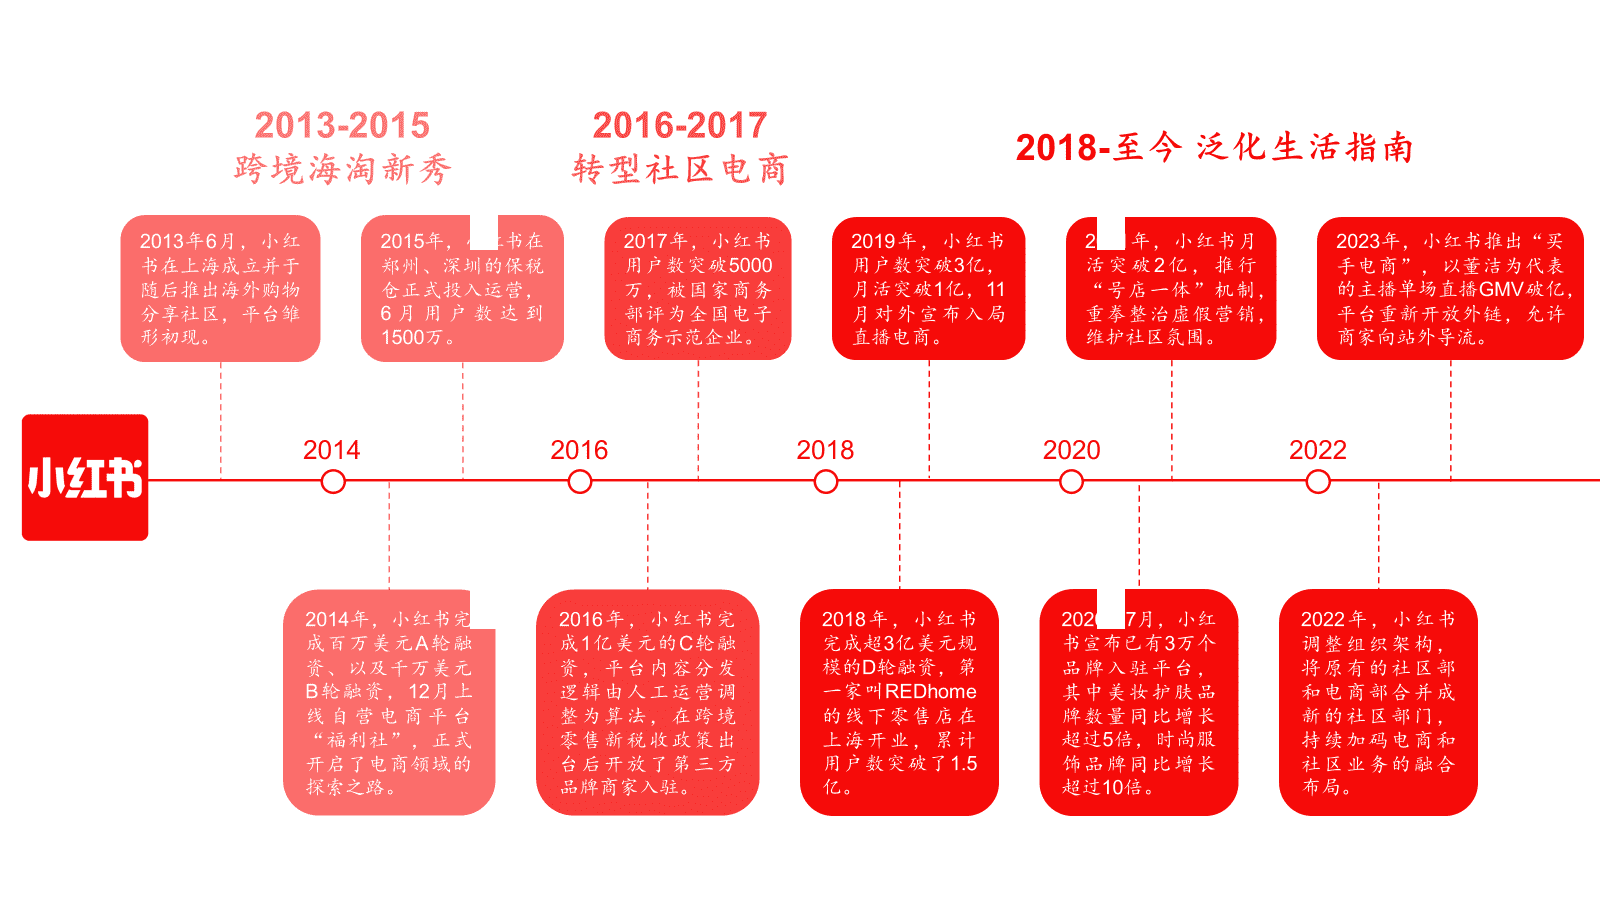 2013-2015
跨境海淘新秀
2016-2017
转型社区电商
2018-至今 泛化生活指南
2013年6月，小红
书在上海成立并于
随后推出海外购物
分享社区，平台雏
形初现。
2015年，书在
郑州、深圳的保税
仓正式投入运营，
6月用户数达到
1500万。
2017年，小红书
用户数突破5000
万，被国家商务
部评为全国电子
商务示范企业。
2019年，小红书
用户数突破3亿，
月活突破1亿，11
月对外宣布入局
直播电商。
年，小红书月
活突破2亿，推行
“号店一体”机制，
重拳整治虚假营销，
维护社区氛围。
2023年，小红书推出“买
手电商”，以董洁为代表
的主播单场直播GMV破亿，
平台重新开放外链，允许
商家向站外导流。
小红书
2014
2016
2018
2020
2022
2014年，小红书完
成百万美元A轮融
资、以及千万美元
B轮融资，12月上
线自营电商平台
“福利社”，正式
开启了电商领域的
探索之路。
2016年，小红书完
成1亿美元的C轮融
资，平台内容分发
逻辑由人工运营调
整为算法，在跨境
零售新税收政策出
台后开放了第三方
品牌商家入驻。
2018年，小红书
完成超3亿美元规
模的D轮融资，第
一家叫REDhome
的线下零售店在
上海开业，累计
用户数突破了1.5
亿。
7月，小红
书宣布已有3万个
品牌入驻平台，
其中美妆护肤品
牌数量同比增长
超过5倍，时尚服
饰品牌同比增长
超过10倍。
2022年，小红书
调整组织架构，
将原有的社区部
和电商部合并成
新的社区部门，
持续加码电商和
社区业务的融合
布局。